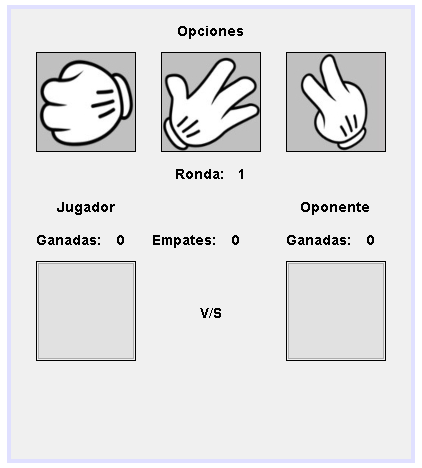 Opciones
Ronda: 1
Jugador Oponente
Ganadas: 0 Empates: 0 Ganadas: 0
V/S